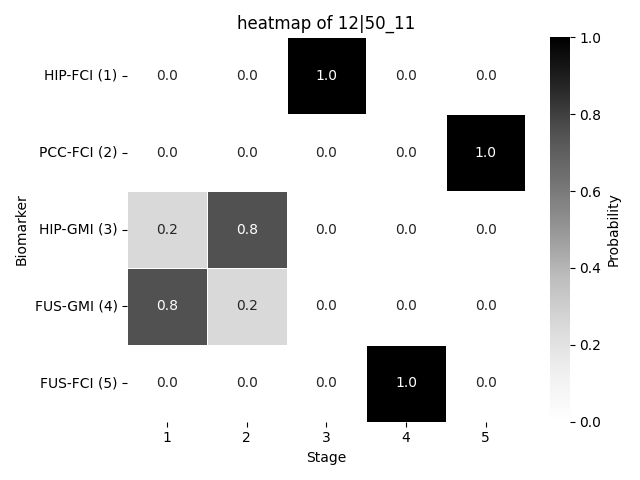 heatmap of 12|50_11
Biomarker
HIP-FCI (1) 0.0 0.0 1.0 0.0 0.0
PCC-FCI (2) 0.0 0.0 0.0 0.0 1.0
HIP-GMI (3) 0.2 0.8 0.0 0.0 0.0
FUS-GMI (4) 0.8 0.2 0.0 0.0 0.0
FUS-FCI (5) 0.0 0.0 0.0 1.0 0.0
1 2 3 4 5
Stage
1.0
0.8
0.6
0.4
0.2
0.0
Probability